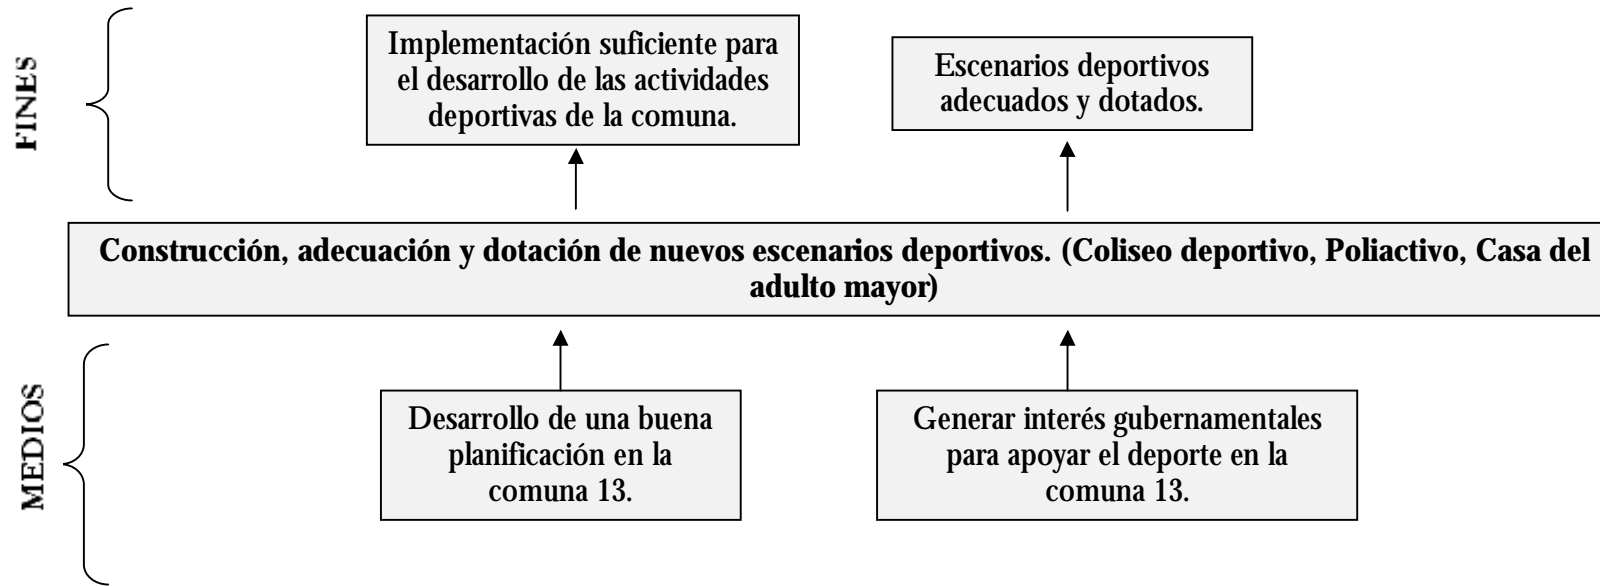 FINES
Implementación suficiente para
el desarrollo de las actividades
deportivas de la comuna.
Escenarios deportivos
adecuados y dotados.
Construcción, adecuación y dotación de nuevos escenarios deportivos. (Coliseo deportivo, Poliactivo, Casa del
adulto mayor)
MEDIOS
Desarrollo de una buena
planificación en la
comuna 13.
Generar interés gubernamentales
para apoyar el deporte en la
comuna 13.